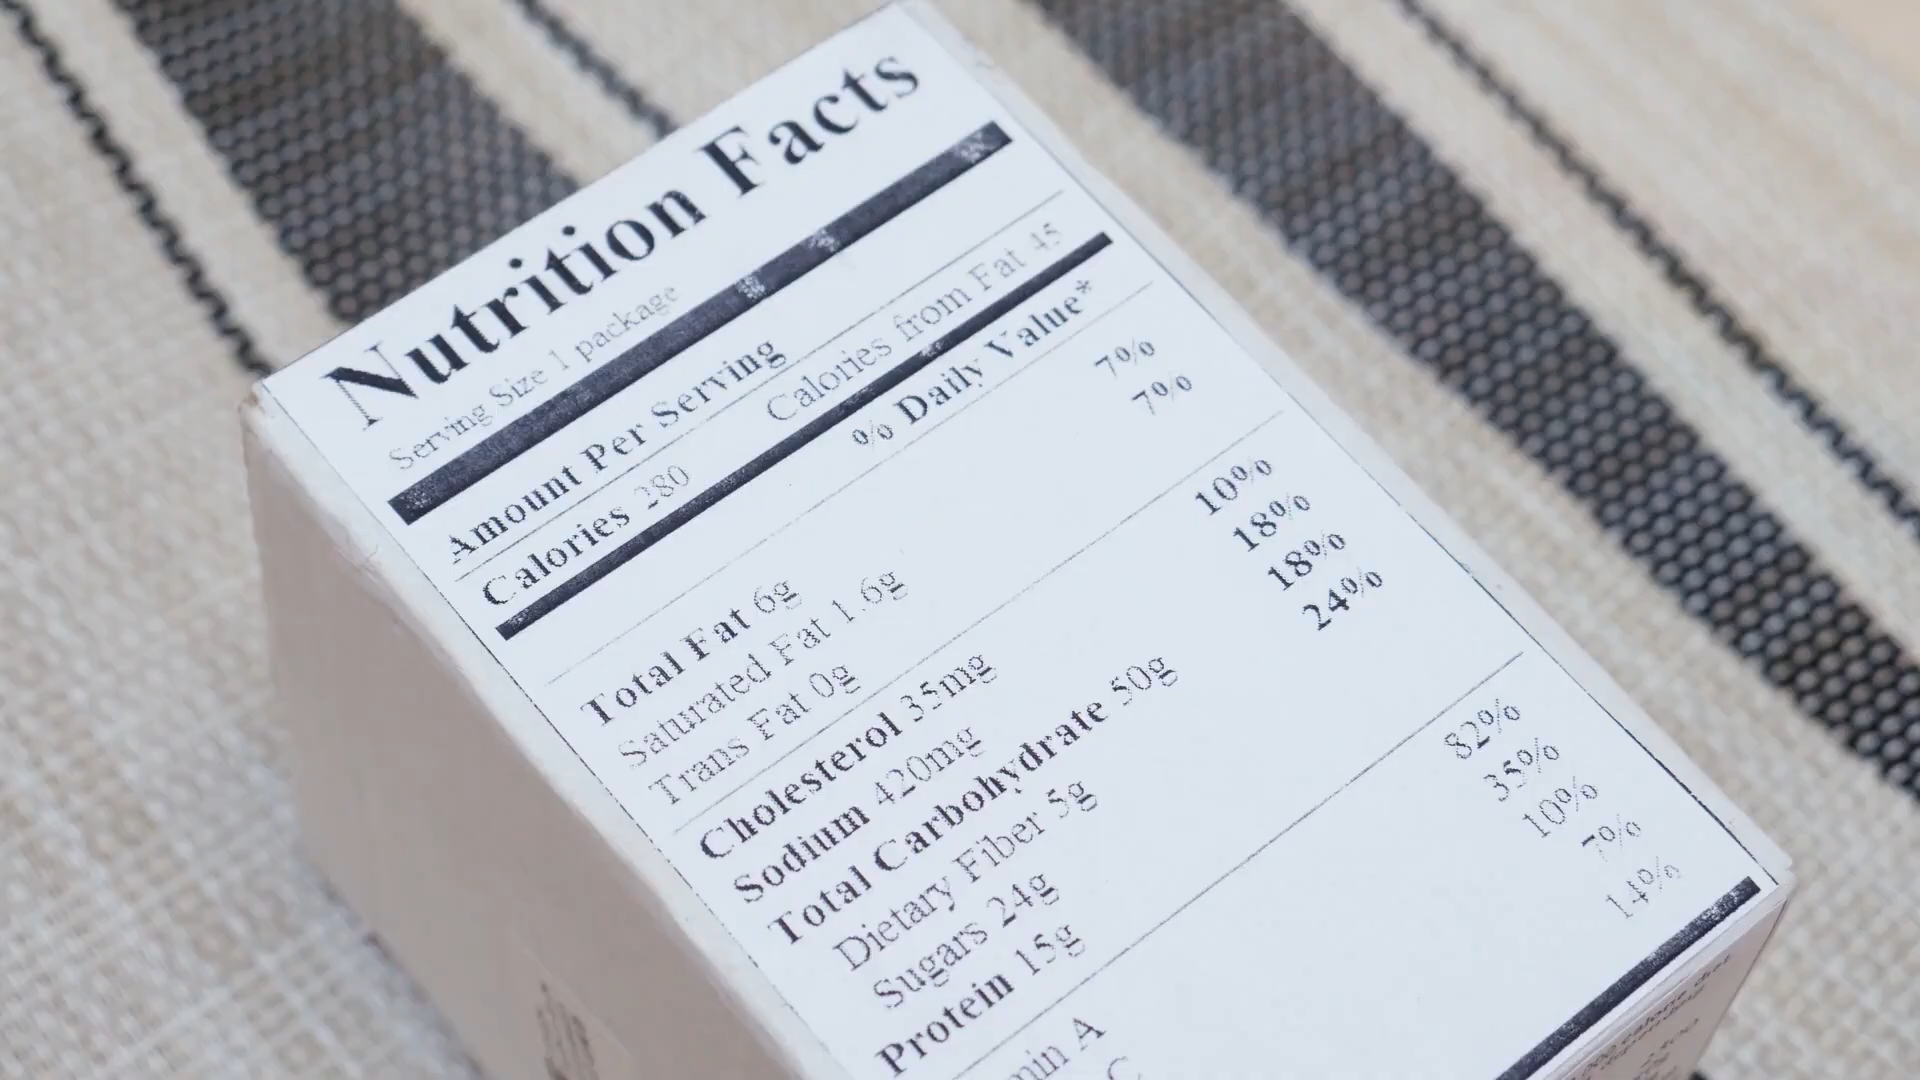 Nutrition Facts
Serving Size 1 package
Amount Per Serving
Calories 280 Calories from Fat 45
% Daily Value*
Total Fat 6g 7%
Saturated Fat 1.6g 7%
Trans Fat 0g
Cholesterol 35mg 10%
Sodium 420mg 18%
Total Carbohydrate 50g 18%
Dietary Fiber 5g 24%
Sugars 24g
Protein 15g
82%
A 35%
C 10%
7%
14%
calorie diet